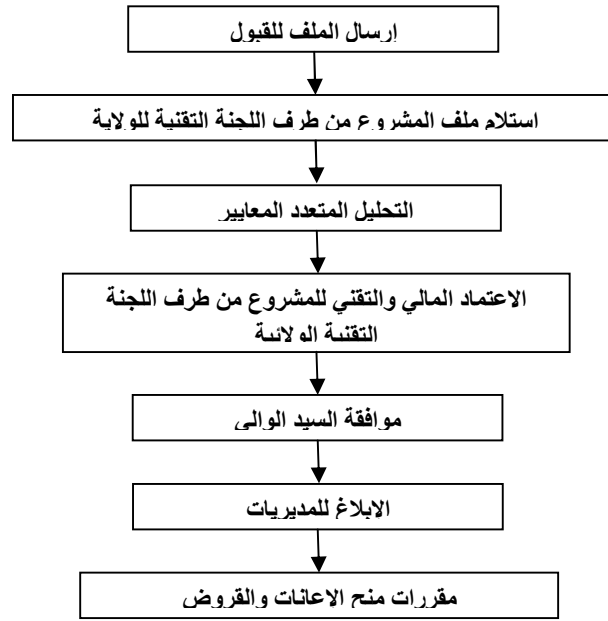 إرسال الملف للقبول
استلام ملف المشروع من طرف اللجنة التقنية للولاية
التحليل المتعدد المعايير
الاعتماد المالي والتقني للمشروع من طرف اللجنة
التقنية الولائية
موافقة السيد الوالي
الابلاغ للمديريات
مقررات منح الاعانات والقروض